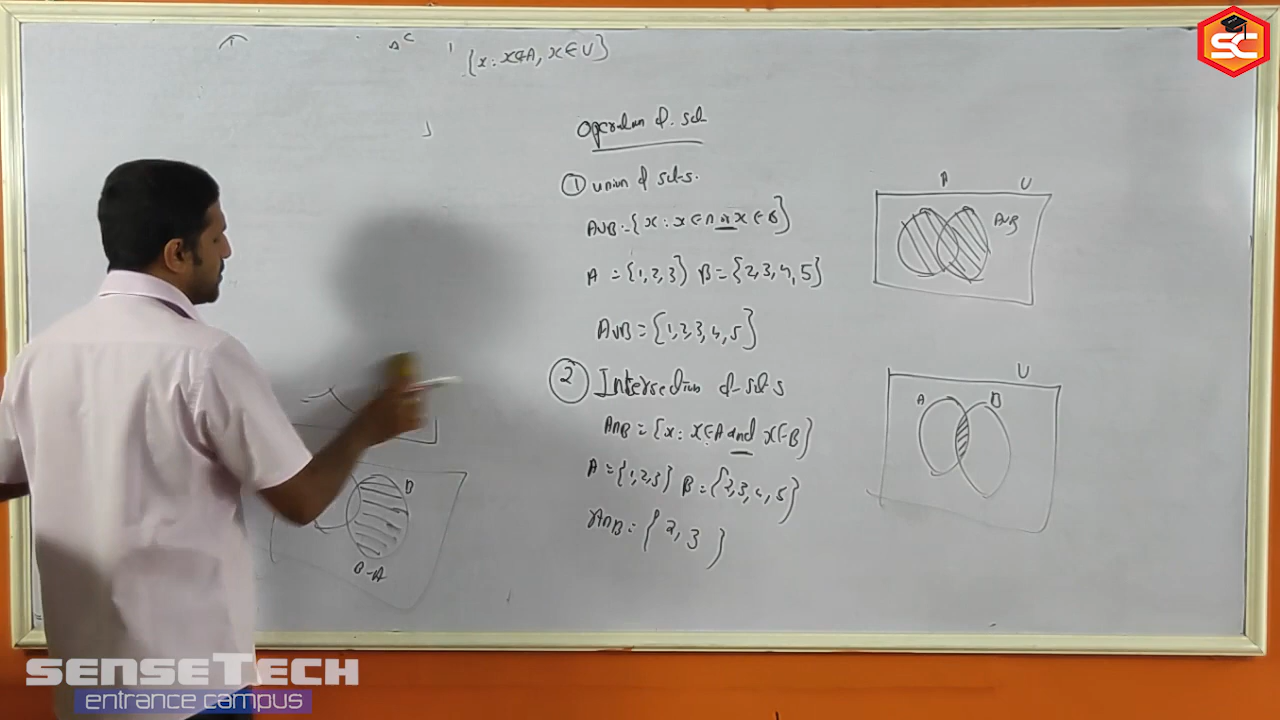 SC
Aᶜ
{x : x∉A, x∈U}
Operation of set
① union of sets.
A∪B = {x : x∈A or x∈B}
A = {1,2,3} B = {2,3,4,5}
A∪B = {1,2,3,4,5}
② Intersection of sets
A∩B = {x : x∈A and x∈B}
A = {1,2,3} B = {2,3,4,5}
A∩B = {2,3}
A U
A∪B
U
A B
B
B-A
SENSETECH
entrance campus